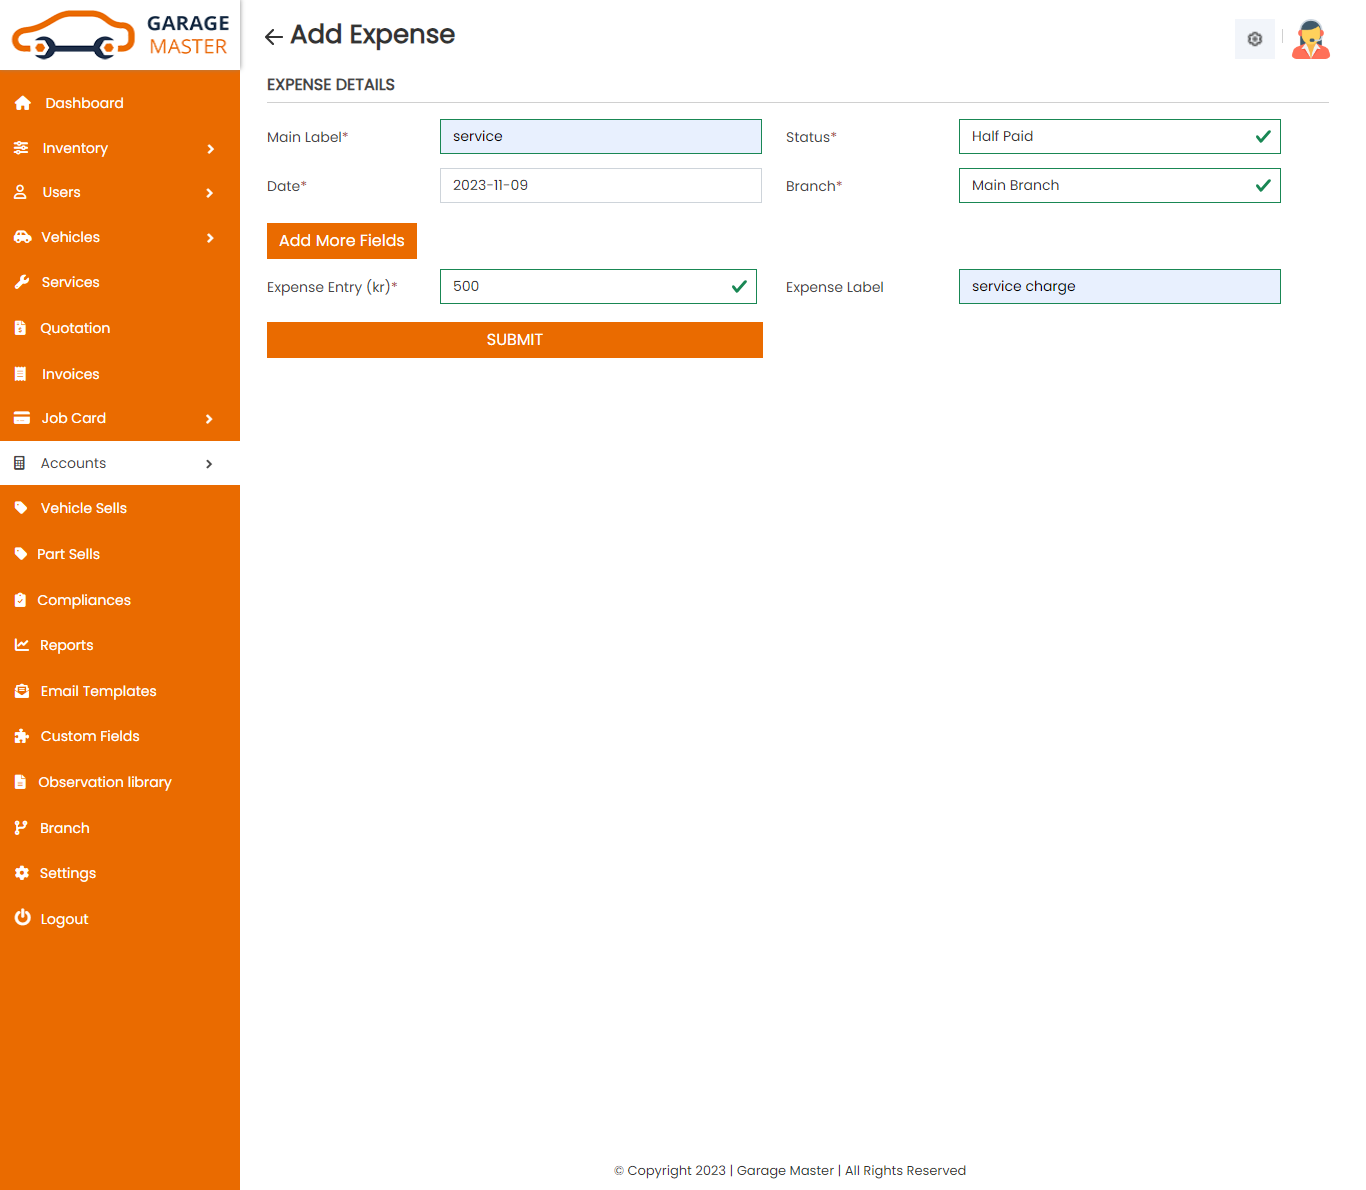 GARAGE
MASTER
Dashboard
Inventory
Users
Vehicles
Services
Quotation
Invoices
Job Card
Accounts
Vehicle Sells
Part Sells
Compliances
Reports
Email Templates
Custom Fields
Observation library
Branch
Settings
Logout
Add Expense
EXPENSE DETAILS
Main Label* service Status* Half Paid
Date* 2023-11-09 Branch* Main Branch
Add More Fields
Expense Entry (kr)* 500 Expense Label service charge
SUBMIT
© Copyright 2023 | Garage Master | All Rights Reserved